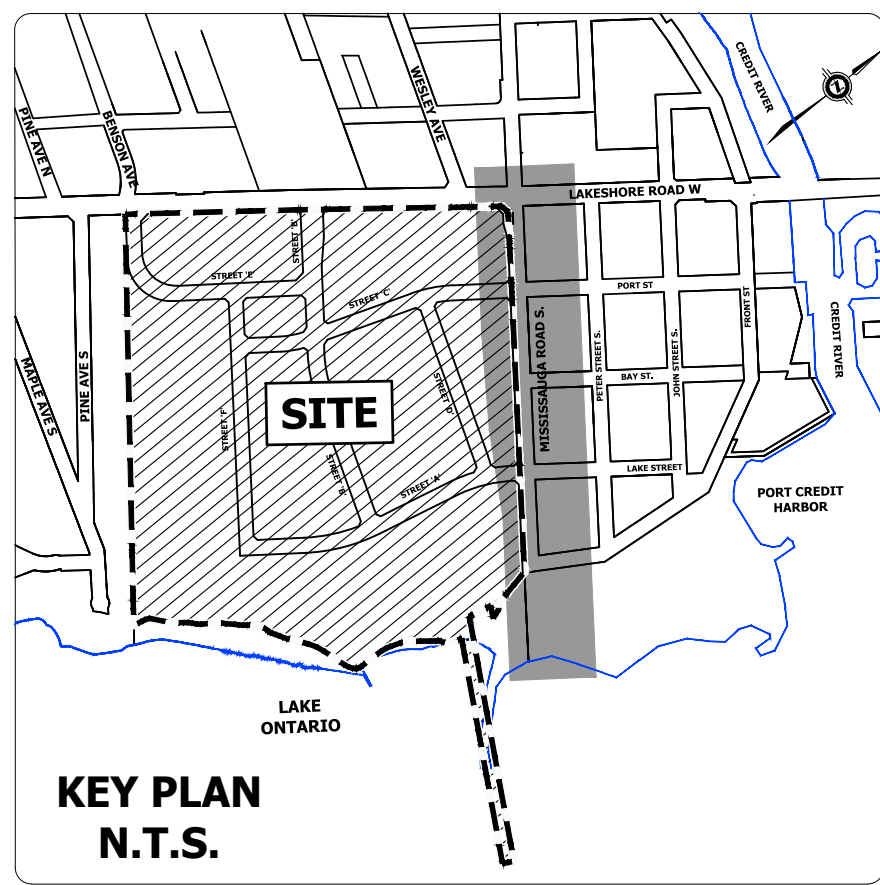 PINE AVE N
BENSON AVE
WESLEY AVE
CREDIT RIVER
N
LAKESHORE ROAD W
STREET 'E'
STREET 'E'
STREET 'C'
PORT ST
FRONT ST
MISSISSAUGA ROAD S.
PETER STREET S.
JOHN STREET S.
CREDIT RIVER
MAPLE AVE S
PINE AVE S
STREET 'F'
SITE
STREET 'D'
BAY ST.
STREET 'B'
STREET 'A'
LAKE STREET
PORT CREDIT
HARBOR
LAKE
ONTARIO
KEY PLAN
N.T.S.